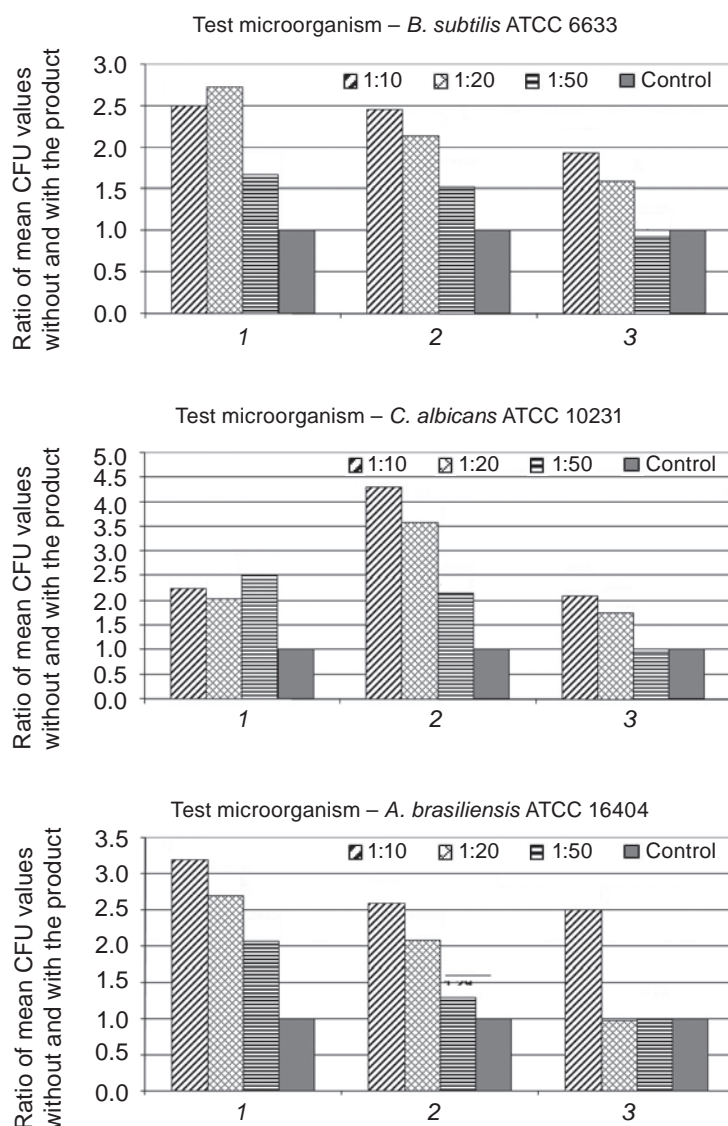 Test microorganism – B. subtilis ATCC 6633
Ratio of mean CFU values
without and with the product
1:10 1:20 1:50 Control
3.0
2.5
2.0
1.5
1.0
0.5
0.0
1 2 3
Test microorganism – C. albicans ATCC 10231
Ratio of mean CFU values
without and with the product
1:10 1:20 1:50 Control
5.0
4.5
4.0
3.5
3.0
2.5
2.0
1.5
1.0
0.5
0.0
1 2 3
Test microorganism – A. brasiliensis ATCC 16404
Ratio of mean CFU values
without and with the product
1:10 1:20 1:50 Control
3.5
3.0
2.5
2.0
1.5
1.0
0.5
0.0
1 2 3